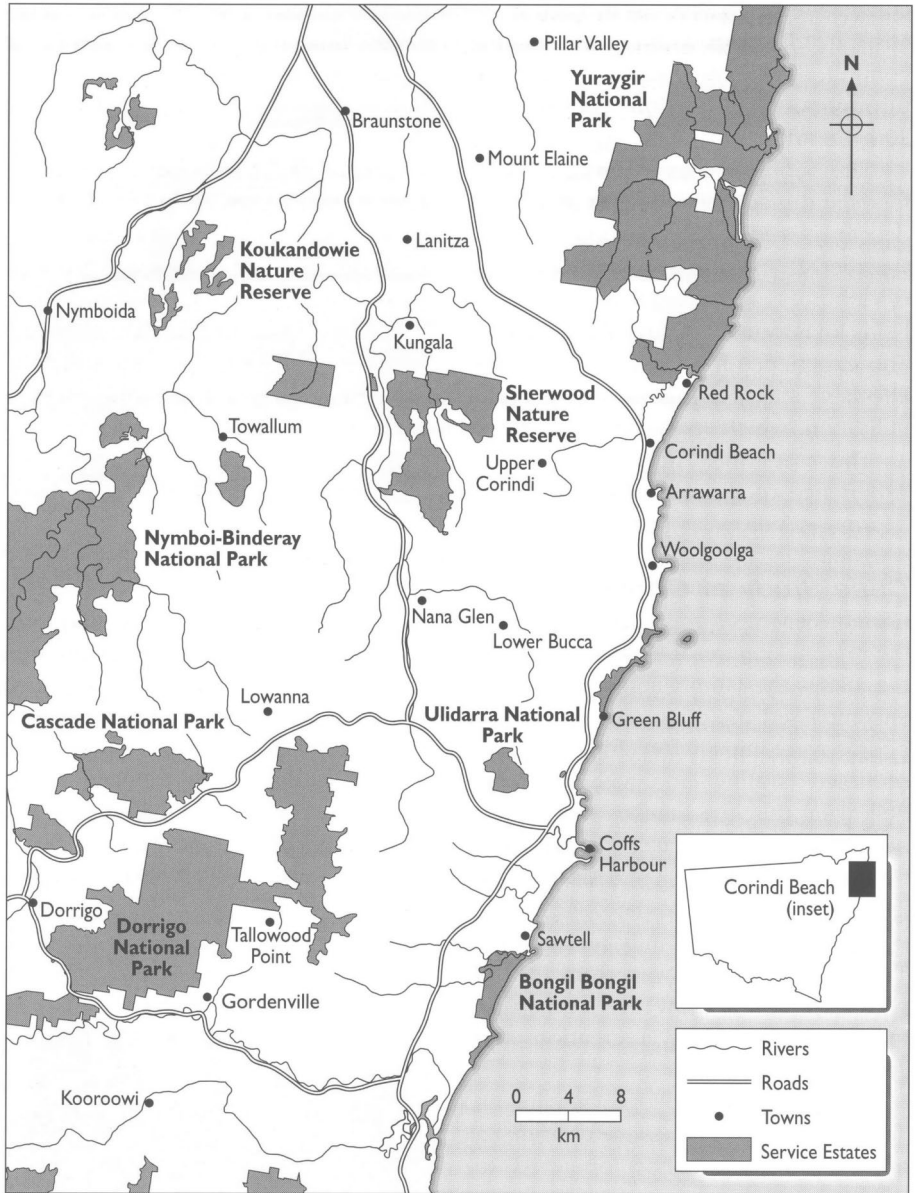 Pillar Valley
Yuraygir
National
Park
N
Braunstone
Mount Elaine
Lanitza
Koukandowie
Nature
Reserve
Nymboida
Kungala
Red Rock
Sherwood
Nature
Reserve
Towallum
Upper
Corindi
Corindi Beach
Arrawarra
Nymboi-Binderay
National Park
Woolgoolga
Nana Glen
Lower Bucca
Lowanna
Cascade National Park
Ulidarra National
Park
Green Bluff
Coffs
Harbour
Corindi Beach
(inset)
Dorrigo
Dorrigo
National
Park
Tallowood
Point
Sawtell
Gordenville
Bongil Bongil
National Park
Kooroowi
0 4 8
km
Rivers
Roads
Towns
Service Estates